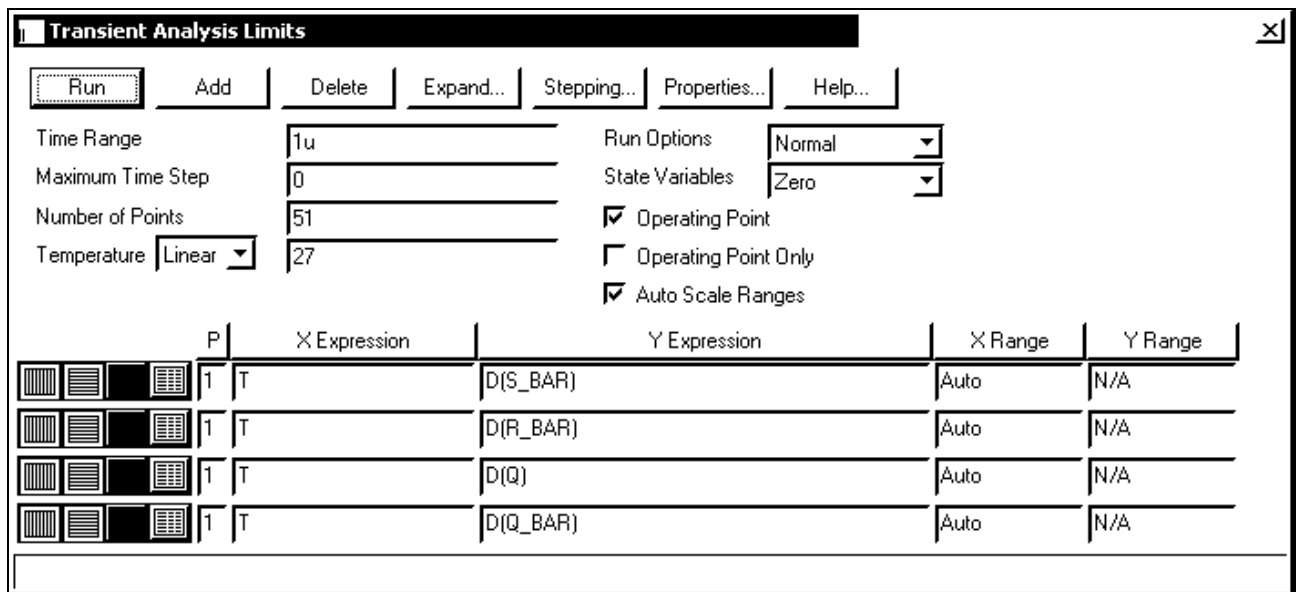 Transient Analysis Limits
Run Add Delete Expand... Stepping... Properties... Help...
Time Range 1u Run Options Normal
Maximum Time Step 0 State Variables Zero
Number of Points 51 Operating Point
Temperature Linear 27 Operating Point Only
Auto Scale Ranges
P X Expression Y Expression X Range Y Range
1 T D(S_BAR) Auto N/A
1 T D(R_BAR) Auto N/A
1 T D(Q) Auto N/A
1 T D(Q_BAR) Auto N/A